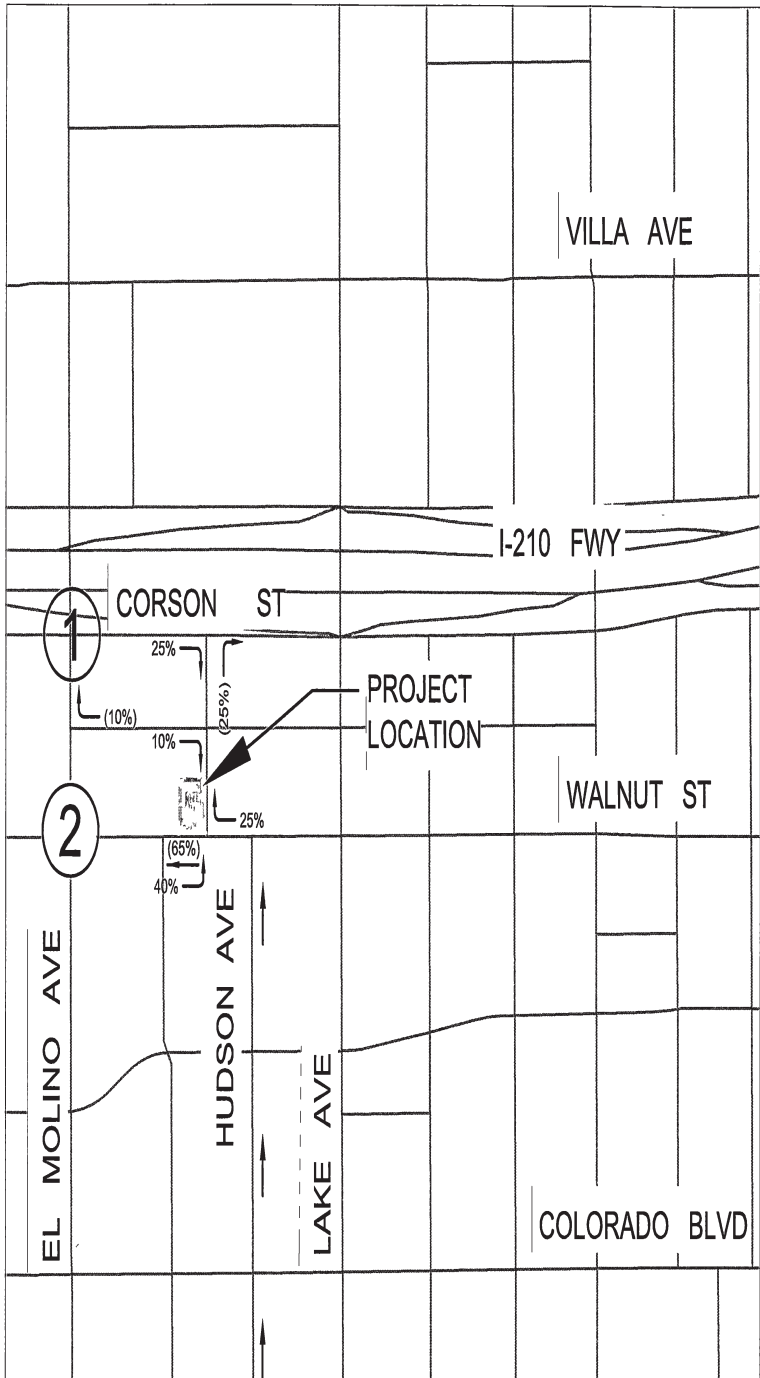 VILLA AVE
I-210 FWY
CORSON ST
1
25%
(25%)
PROJECT
LOCATION
(10%)
10%
WALNUT ST
2
25%
(65%)
40%
EL MOLINO AVE
HUDSON AVE
LAKE AVE
COLORADO BLVD